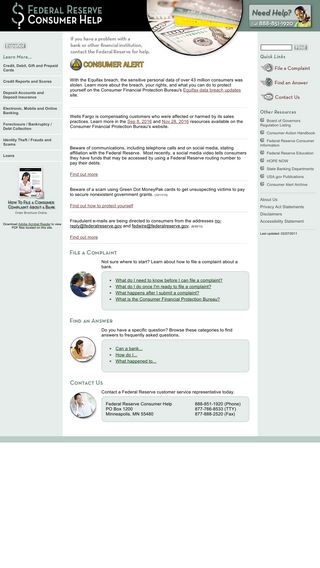 Federal Reserve
Consumer Help
Need Help?
Call 888-851-1920
If you have a problem with a
bank or other financial institution,
contact the Federal Reserve for help.
Español
Learn More...
Credit, Debit, Gift and Prepaid
Cards
Credit Reports and Scores
Deposit Accounts and
Deposit Insurance
Electronic, Mobile and Online
Banking
Foreclosure / Bankruptcy /
Debt Collection
Identity Theft / Frauds and
Scams
Loans
How To File a Consumer
Complaint about a Bank
Download Adobe Acrobat Reader to view
PDF files located on this site.
CONSUMER ALERT
With the Equifax breach, the sensitive personal data of over 43 million consumers was
stolen. Learn more about the breach, your rights, and what you can do to protect
yourself on the Consumer Financial Protection Bureau's Equifax data breach updates
site.
Wells Fargo is compensating customers who were affected or harmed by its sales
practices. Learn more in the Sep 8, 2016 and Nov 28, 2016 resources available on the
Consumer Financial Protection Bureau's website.
Beware of communications, including telephone calls and on social media, stating
affiliation with the Federal Reserve. Most recently, a social media video tells consumers
they have funds that may be accessed by using a Federal Reserve routing number to
pay their debts.
Find out more
Beware of a scam using Green Dot MoneyPak cards to get unsuspecting victims to pay
to secure nonexistent government grants.
Find out how to protect yourself
Fraudulent e-mails are being directed to consumers from the addresses no-
reply@federalreserve.gov and fedwire@federalreserve.gov.
Find out more
File a Complaint
Not sure where to start? Learn about how to file a complaint about a
bank.
What do I need to know before I can file a complaint?
What do I do once I'm ready to file a complaint?
What happens after I submit a complaint?
What Is the Consumer Financial Protection Bureau?
Find an Answer
Do you have a specific question? Browse these categories to find
answers to frequently asked questions.
Can a bank...
How do I...
What happened to...
Contact Us
Contact a Federal Reserve customer service representative today.
Federal Reserve Consumer Help 888-851-1920 (Phone)
PO Box 1200 877-766-8533 (TTY)
Minneapolis, MN 55480 877-888-2520 (Fax)
Quick Links
File a Complaint
Find an Answer
Contact Us
Other Resources
Board of Governors
Regulation Listing
Consumer Action Handbook
Federal Reserve Consumer
Information
Federal Reserve Education
HOPE NOW
State Banking Departments
USA.gov Publications
Consumer Alert Archive
About Us
Privacy Act Statements
Disclaimers
Accessibility Statement